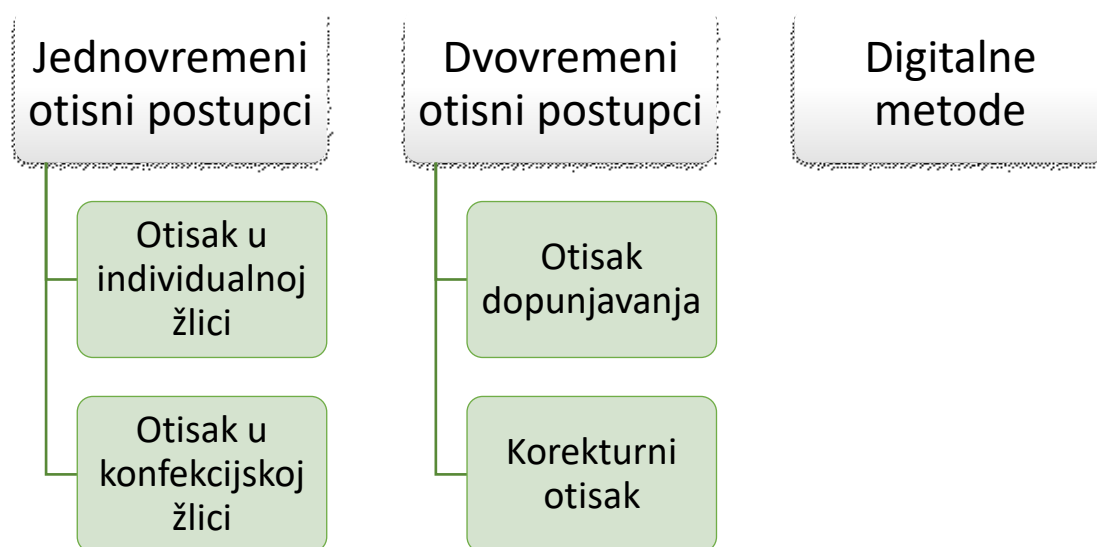 Jednovremeni
otisni postupci
Otisak u
individualnoj
žlici
Otisak u
konfekcijskoj
žlici
Dvovremeni
otisni postupci
Otisak
dopunjavanja
Korekturni
otisak
Digitalne
metode